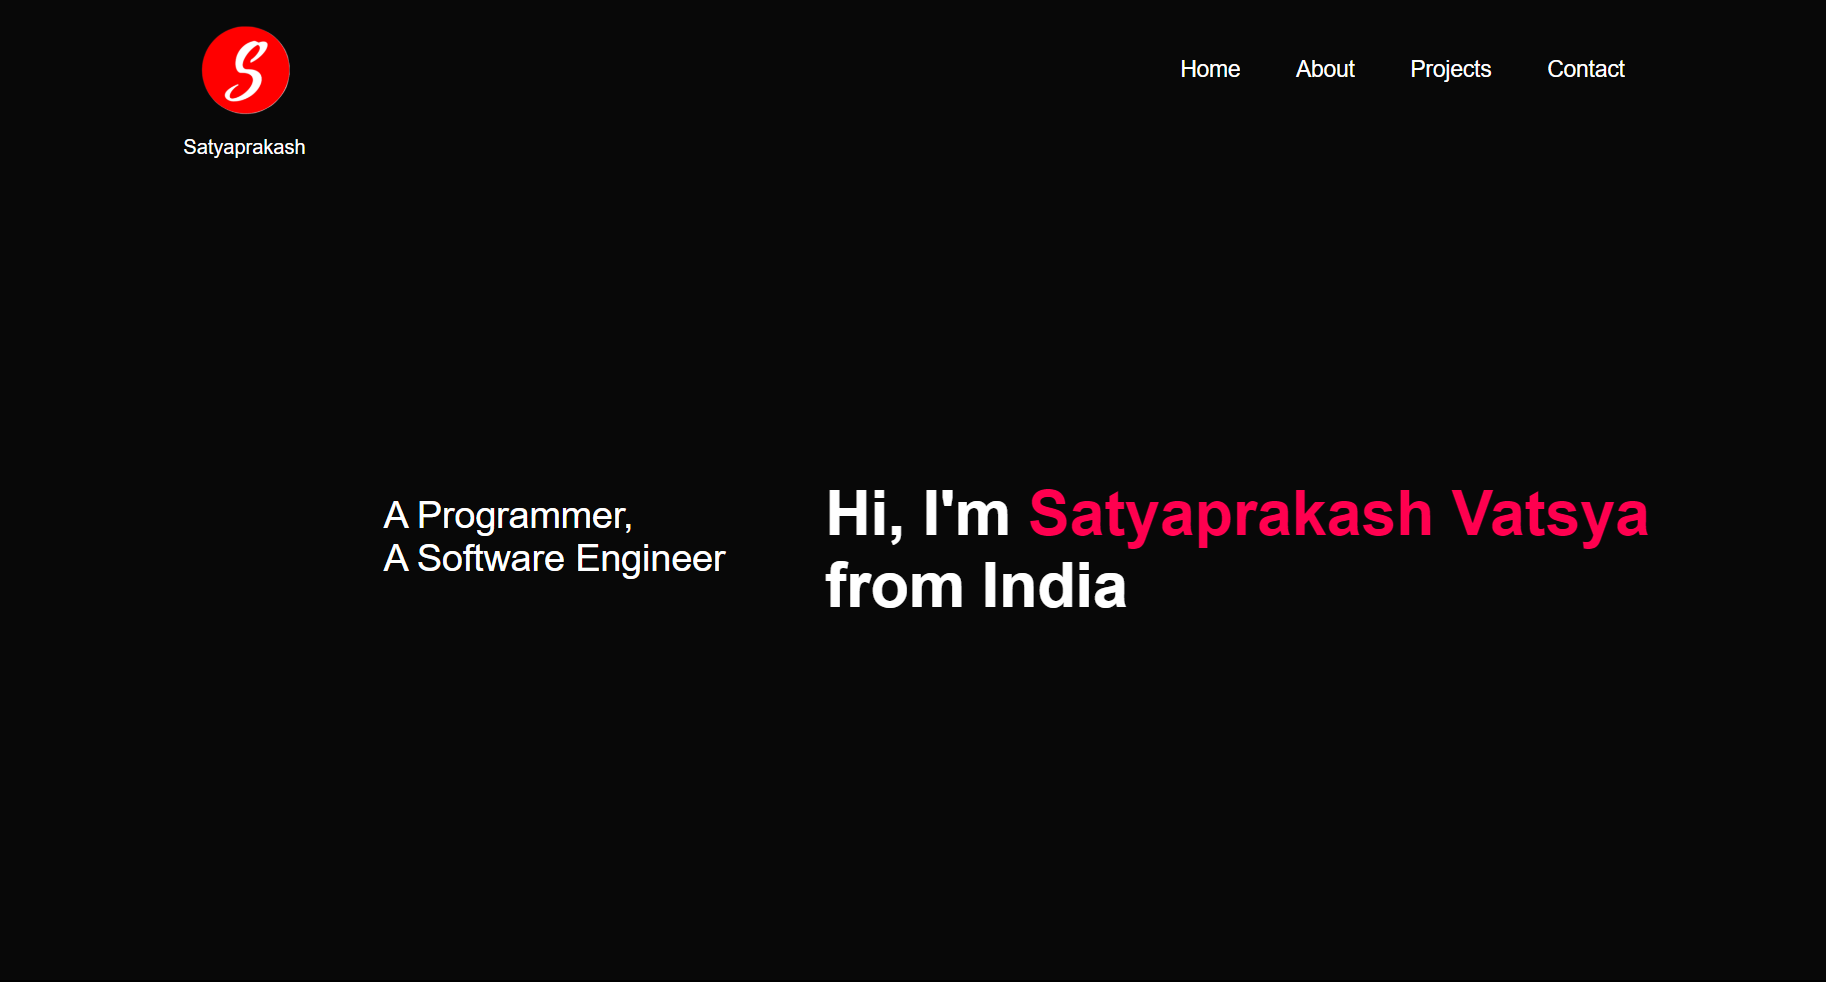 S
Satyaprakash
Home About Projects Contact
A Programmer,
A Software Engineer
Hi, I'm Satyaprakash Vatsya
from India